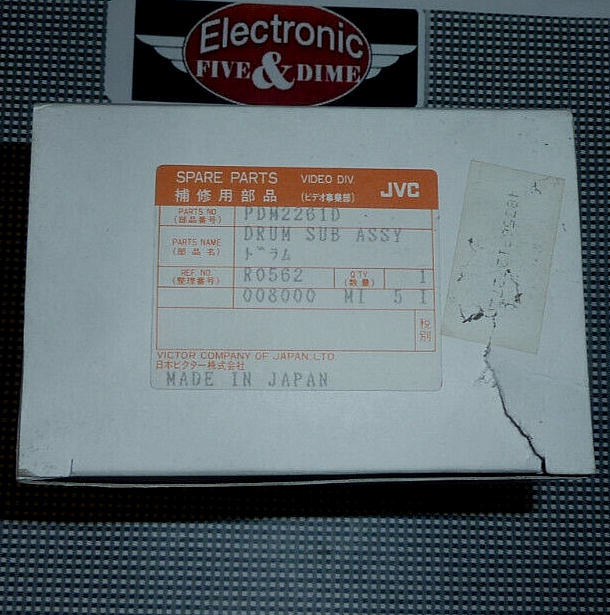 Electronic
FIVE & DIME
SPARE PARTS VIDEO DIV.
補修用部品 (ビデオ事業部) JVC
PARTS NO PDM2261D
(部品番号)
PARTS NAME DRUM SUB ASSY
(部品名) ドラム
REF. NO R0562 Q'TY 1
(整理番号) (数量)
008000 MI 5 I
税別
VICTOR COMPANY OF JAPAN, LTD.
日本ビクター株式会社
MADE IN JAPAN